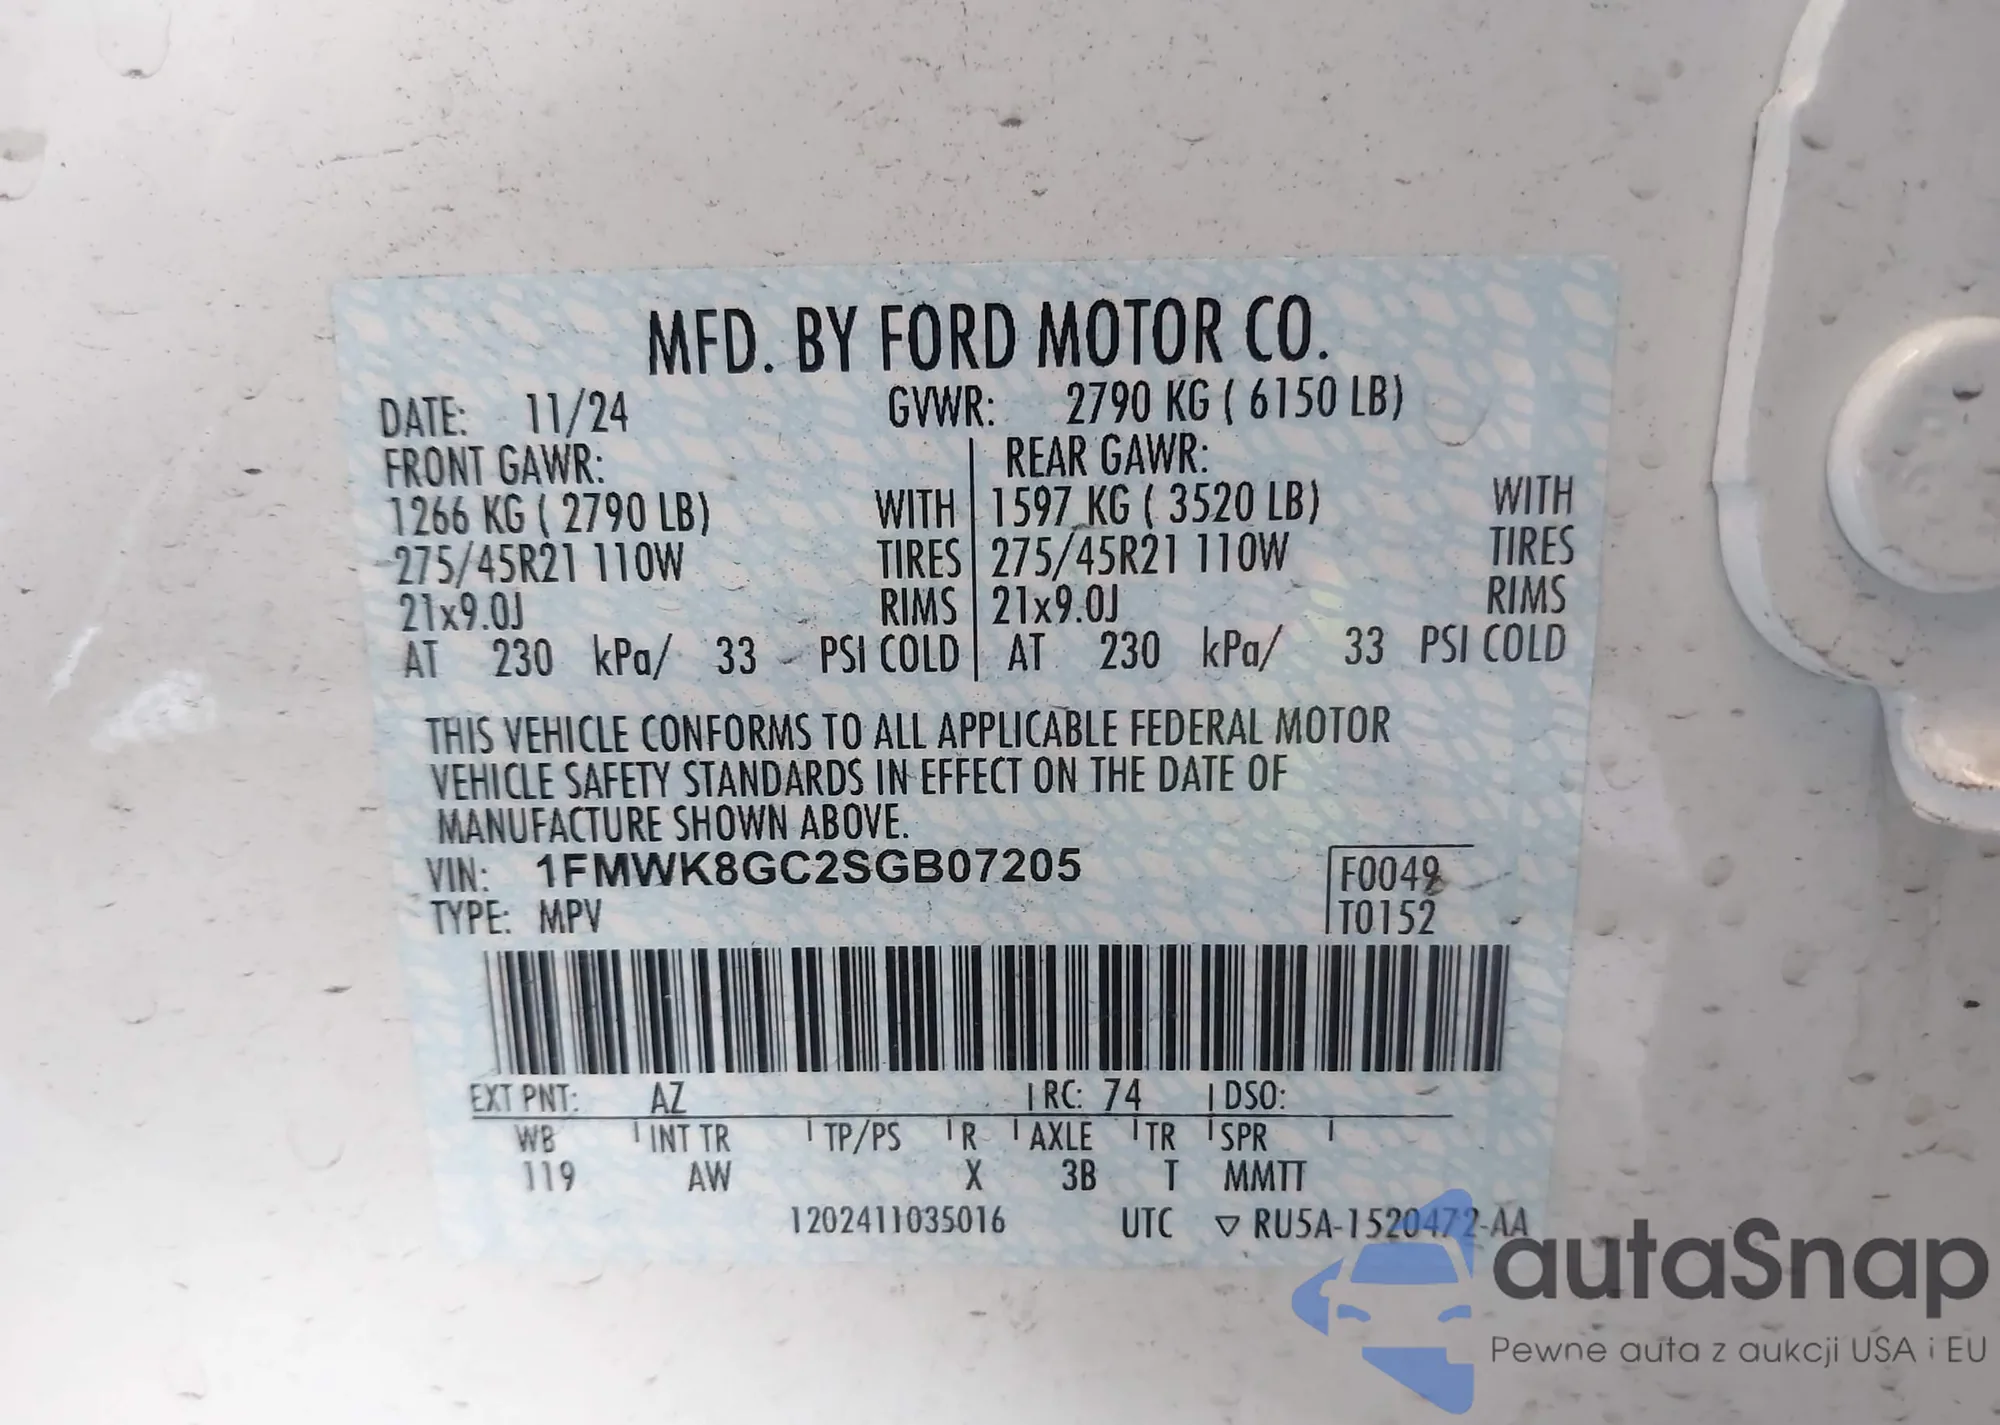 MFD. BY FORD MOTOR CO.
DATE: 11/24 GVWR: 2790 KG ( 6150 LB)
FRONT GAWR: REAR GAWR:
1266 KG ( 2790 LB) WITH 1597 KG ( 3520 LB) WITH
275/45R21 110W TIRES 275/45R21 110W TIRES
21x9.0J RIMS 21x9.0J RIMS
AT 230 kPa/ 33 PSI COLD AT 230 kPa/ 33 PSI COLD
THIS VEHICLE CONFORMS TO ALL APPLICABLE FEDERAL MOTOR
VEHICLE SAFETY STANDARDS IN EFFECT ON THE DATE OF
MANUFACTURE SHOWN ABOVE.
VIN: 1FMWK8GC2SGB07205 F0049
TYPE: MPV T0152
EXT PNT: AZ RC: 74 DSO:
WB INT TR TP/PS R AXLE TR SPR
119 AW X 3B T MMTT
1202411035016 UTC ▽ RU5A-1520472-AA
autaSnap
Pewne auta z aukcji USA i EU